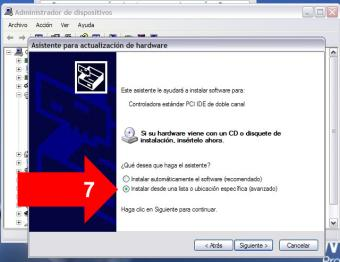 Administrador de dispositivos
Archivo Acción Ver Ayuda
Asistente para actualización de hardware
Este asistente le ayudará a instalar software para:
Controladora estándar PCI IDE de doble canal
Si su hardware viene con un CD o disquete de
instalación, insértelo ahora.
¿Qué desea que haga el asistente?
Instalar automáticamente el software (recomendado)
Instalar desde una lista o ubicación específica (avanzado)
7
Haga clic en Siguiente para continuar.
< Atrás Siguiente > Cancelar